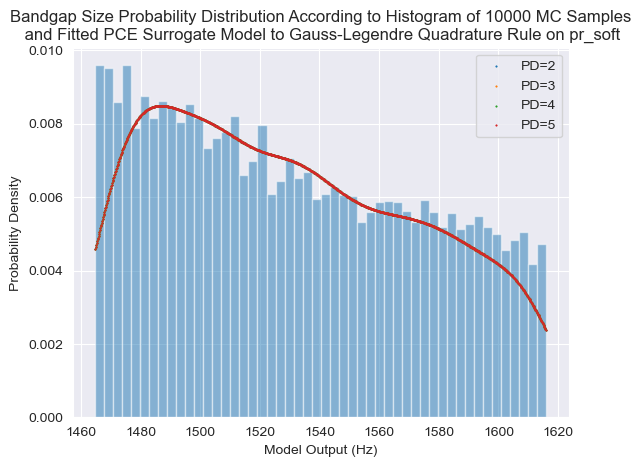 Bandgap Size Probability Distribution According to Histogram of 10000 MC Samples
and Fitted PCE Surrogate Model to Gauss-Legendre Quadrature Rule on pr_soft
PD=2
PD=3
PD=4
PD=5
0.010
0.008
0.006
0.004
0.002
0.000
Probability Density
1460 1480 1500 1520 1540 1560 1580 1600 1620
Model Output (Hz)